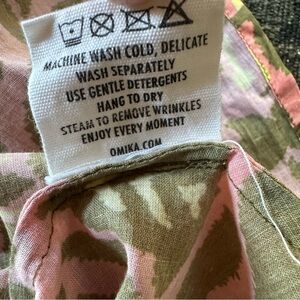 MACHINE WASH COLD, DELICATE
WASH SEPARATELY
USE GENTLE DETERGENTS
HANG TO DRY
STEAM TO REMOVE WRINKLES
ENJOY EVERY MOMENT
OMIKA.COM